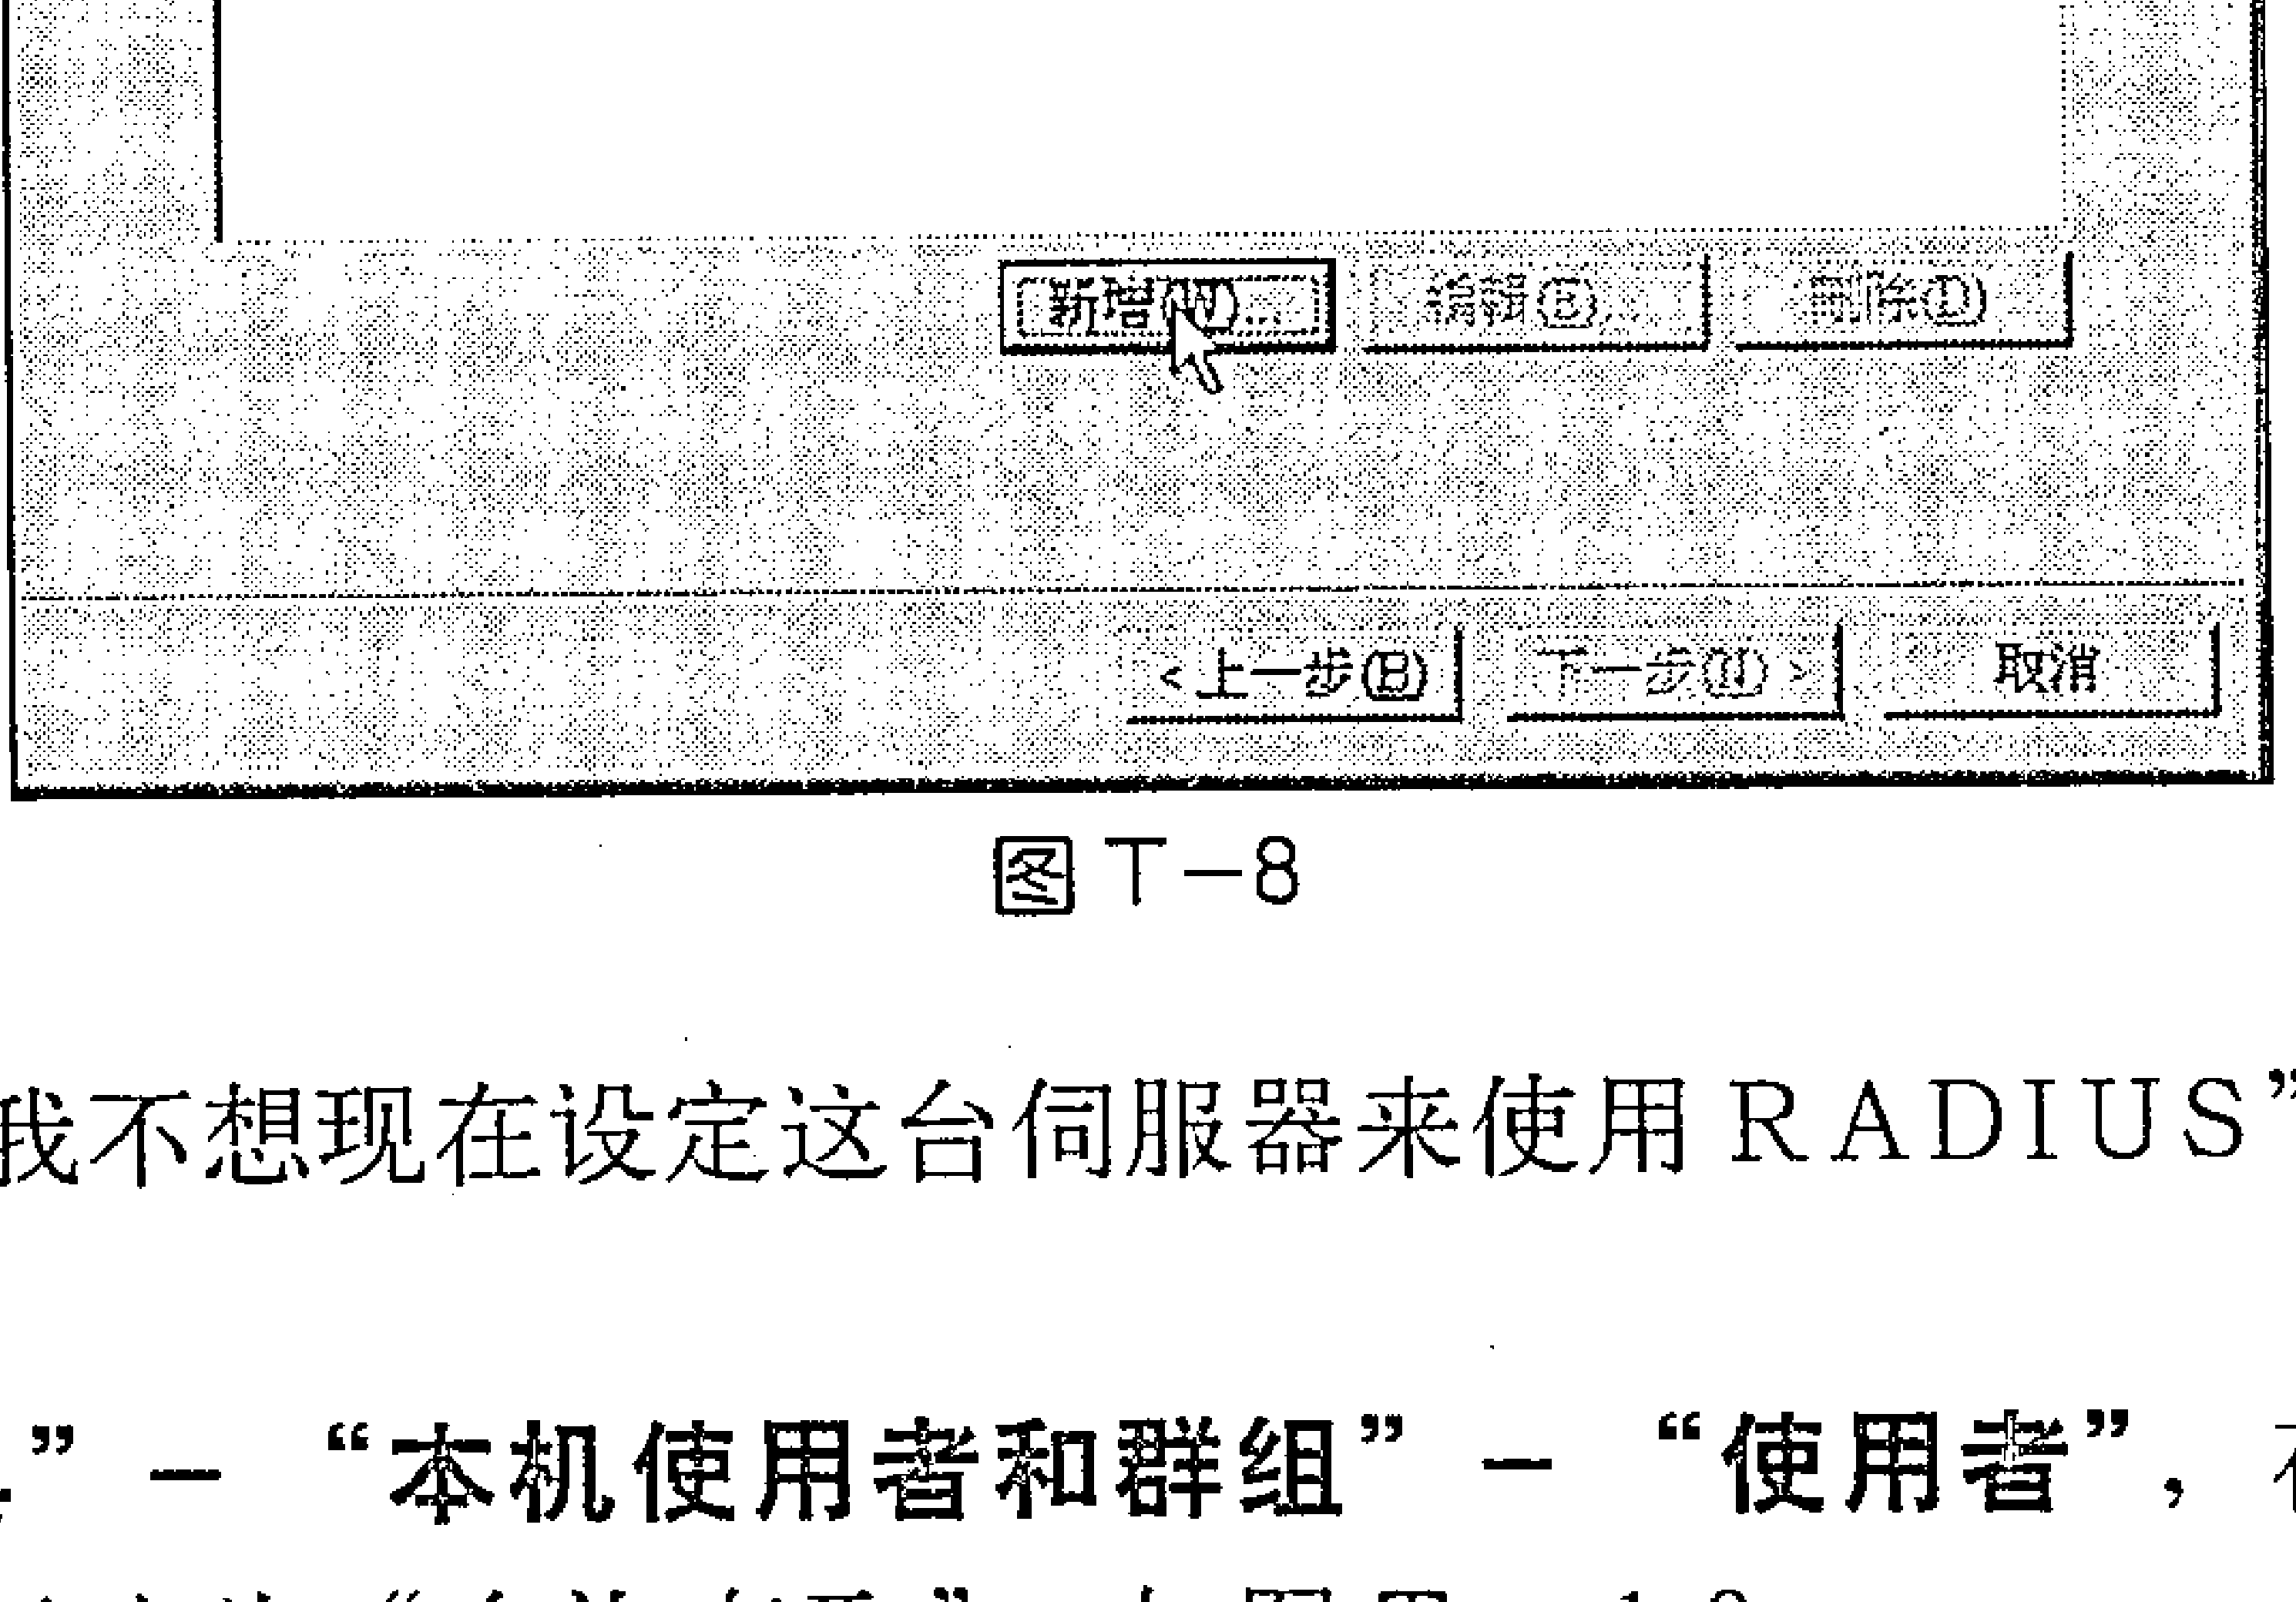 新增(W)... 编辑(E)... 删除(D)
<上一步(B) 下一步(N)> 取消
图T-8
我不想现在设定这台伺服器来使用RADIUS”
”-“本机使用者和群组”-“使用者”，